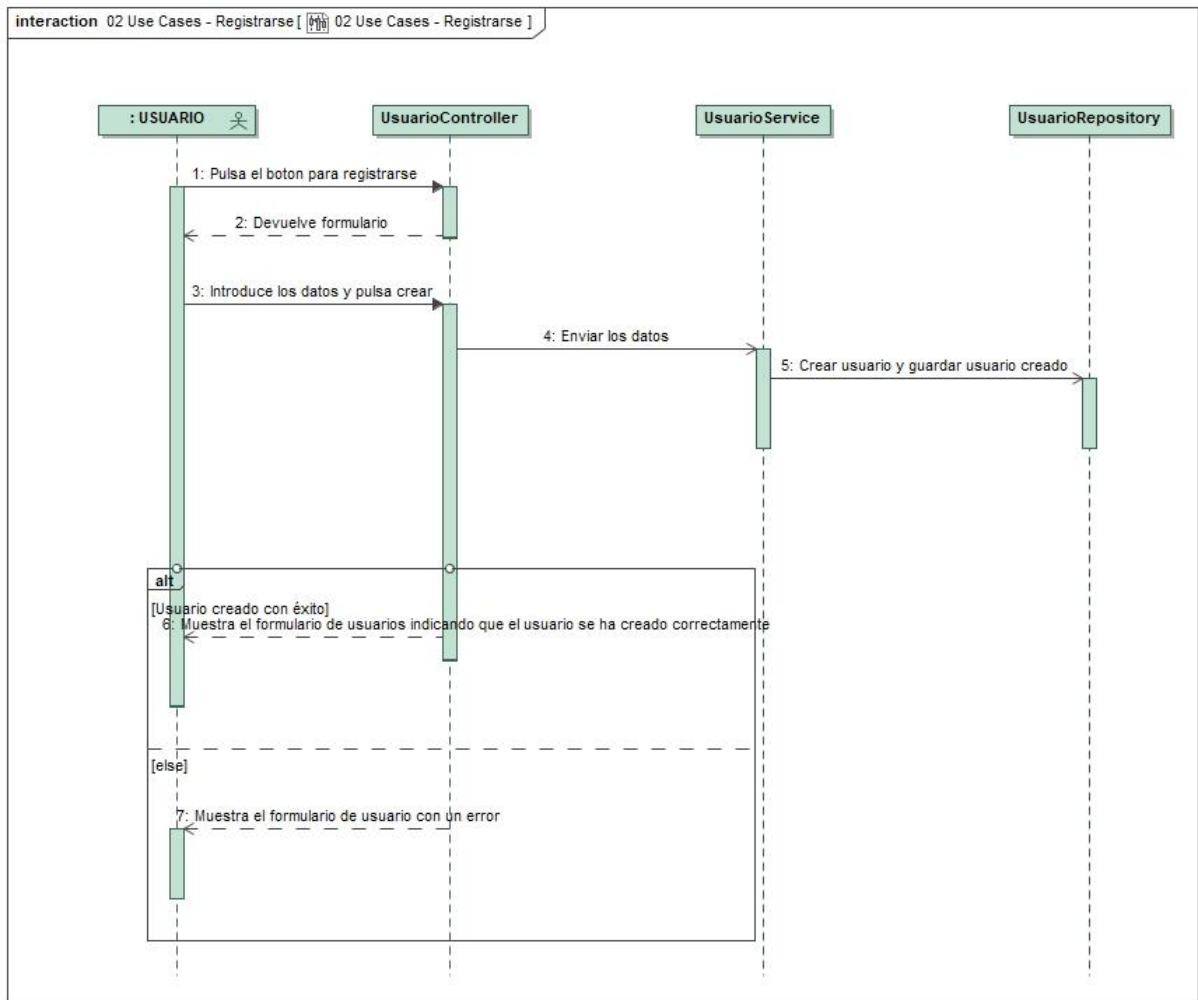 interaction 02 Use Cases - Registrarse [ 02 Use Cases - Registrarse ]
: USUARIO
UsuarioController
UsuarioService
UsuarioRepository
1: Pulsa el boton para registrarse
2: Devuelve formulario
3: Introduce los datos y pulsa crear
4: Enviar los datos
5: Crear usuario y guardar usuario creado
alt
[Usuario creado con éxito]
6: Muestra el formulario de usuarios indicando que el usuario se ha creado correctamente
[else]
7: Muestra el formulario de usuario con un error